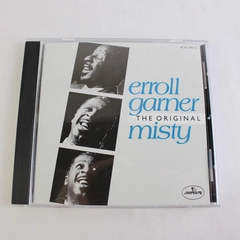 erroll
garner
THE ORIGINAL
misty